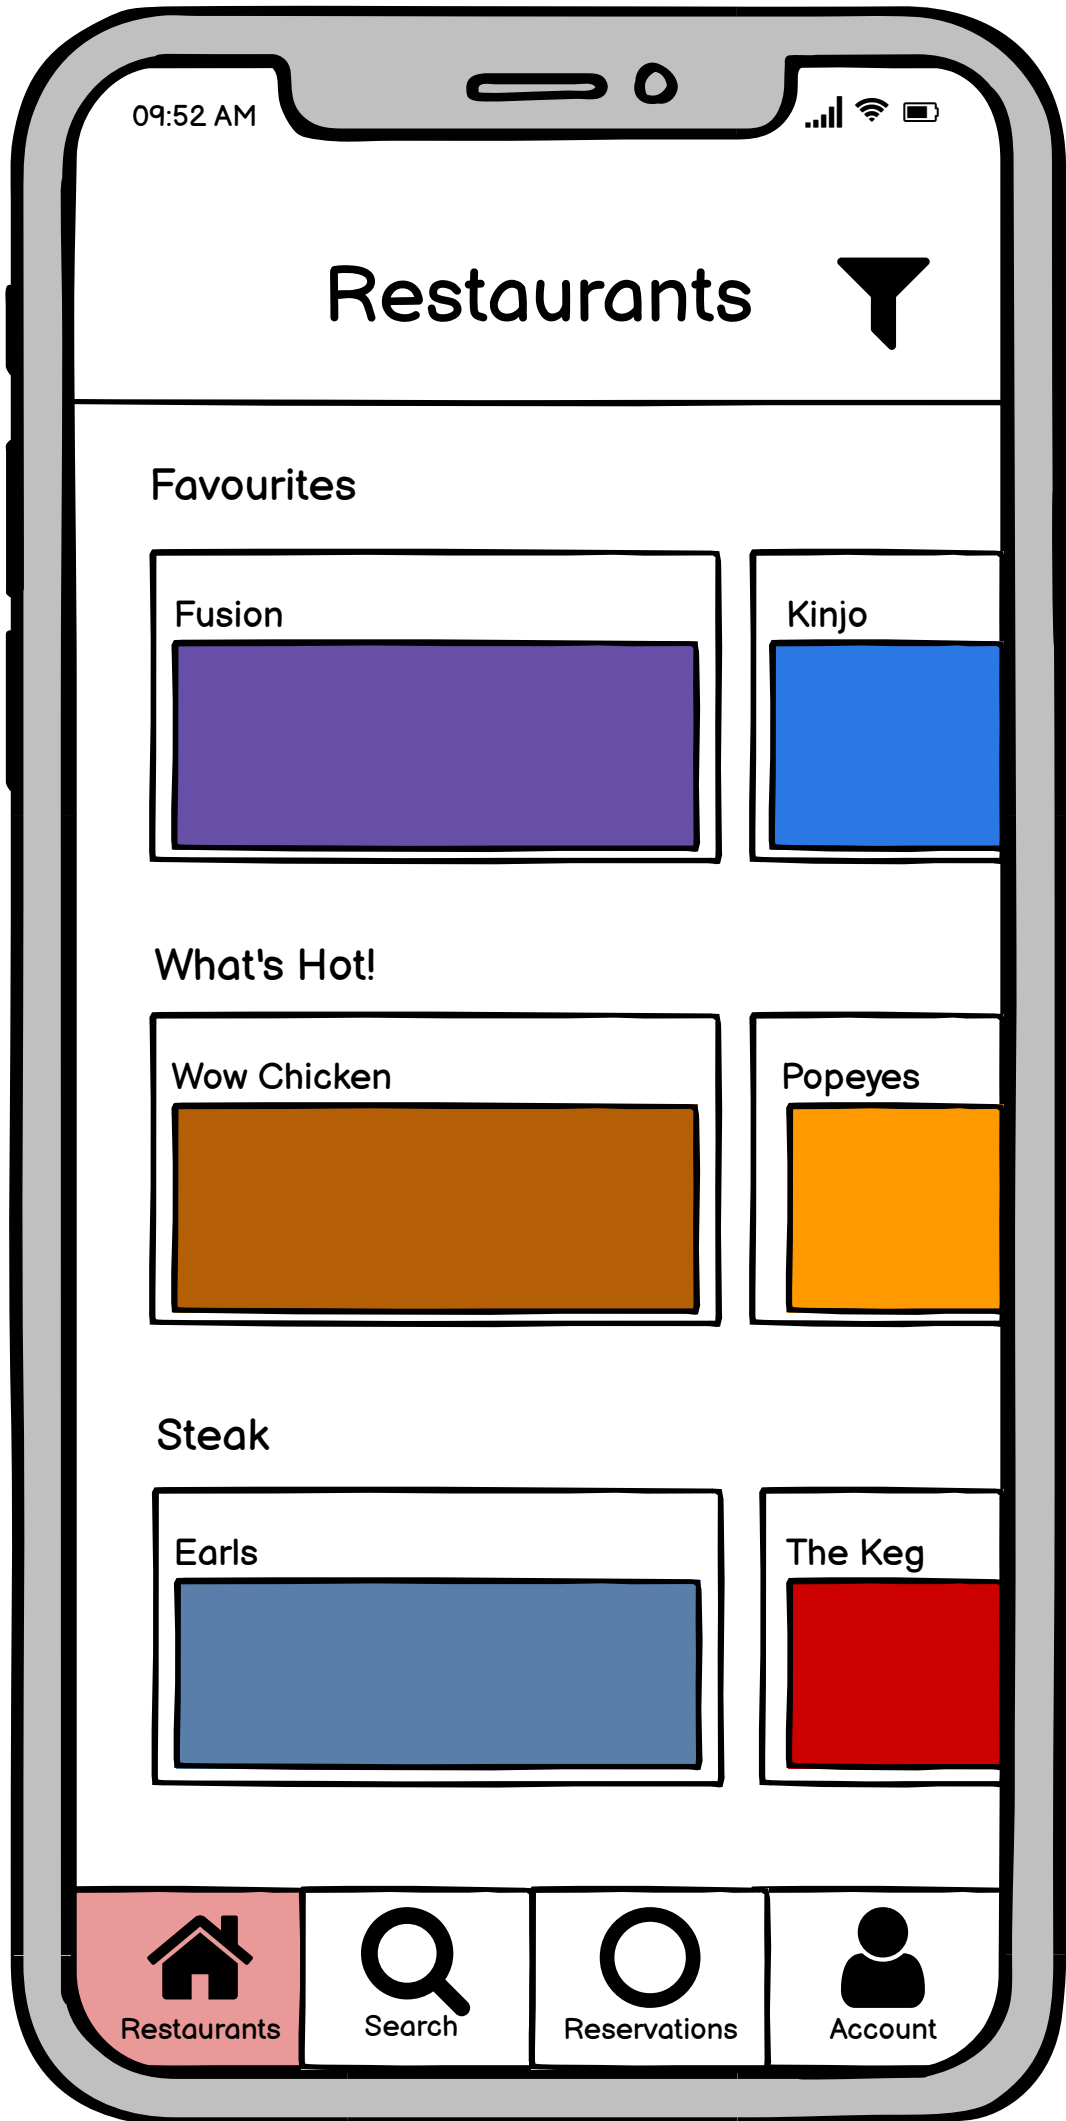 09:52 AM
Restaurants
Favourites
Fusion
Kinjo
What's Hot!
Wow Chicken
Popeyes
Steak
Earls
The Keg
Restaurants
Search
Reservations
Account